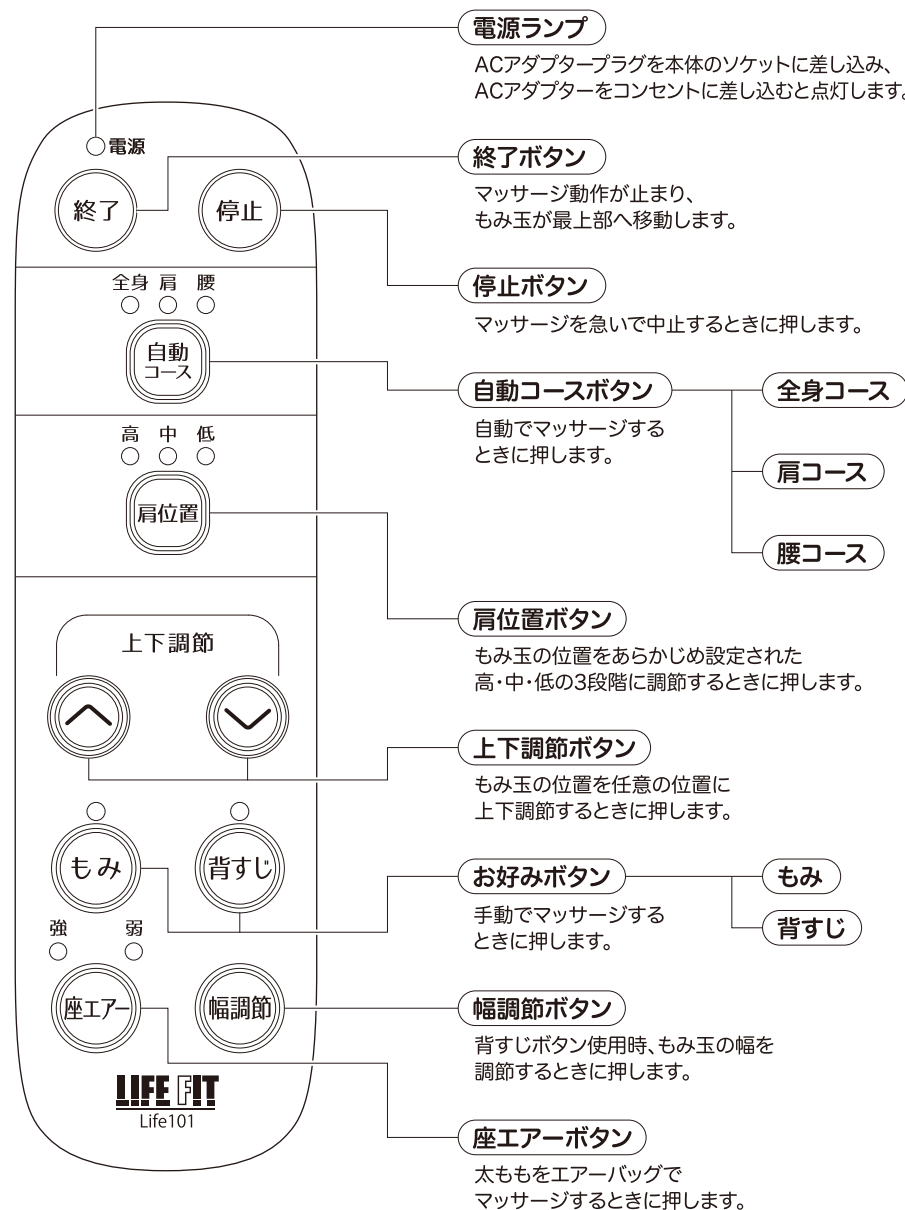 電源ランプ
ACアダプタープラグを本体のソケットに差し込み、
ACアダプターをコンセントに差し込むと点灯します。
電源
終了
停止
終了ボタン
マッサージ動作が止まり、
もみ玉が最上部へ移動します。
停止ボタン
マッサージを急いで中止するときに押します。
全身 肩 腰
自動
コース
自動コースボタン
自動でマッサージする
ときに押します。
全身コース
肩コース
腰コース
高 中 低
肩位置
肩位置ボタン
もみ玉の位置をあらかじめ設定された
高・中・低の3段階に調節するときに押します。
上下調節
上下調節ボタン
もみ玉の位置を任意の位置に
上下調節するときに押します。
もみ
背すじ
お好みボタン
手動でマッサージする
ときに押します。
もみ
背すじ
強 弱
座エアー
幅調節
幅調節ボタン
背すじボタン使用時、もみ玉の幅を
調節するときに押します。
LIFE FIT
Life101
座エアーボタン
太ももをエアーバッグで
マッサージするときに押します。